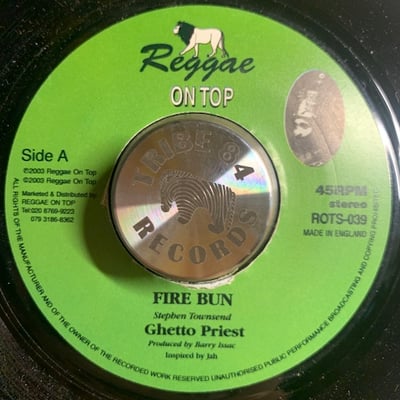 Reggae
ON TOP
Side A
℗2003 Reggae On Top
©2003 Reggae On Top
Marketed & Distributed by
REGGAE ON TOP
Tel:020 8769-9223
079 3186-8362
45RPM
stereo
ROTS-039
MADE IN ENGLAND
TRIBE 84
RECORDS
FIRE BUN
Stephen Townsend
Ghetto Priest
Produced by Barry Issac
Inspired by Jah
ALL RIGHTS OF THE MANUFACTURER AND OF THE OWNER OF THE RECORDED WORK RESERVED UNAUTHORISED PUBLIC PERFORMANCE BROADCASTING AND COPYING PROHIBITED